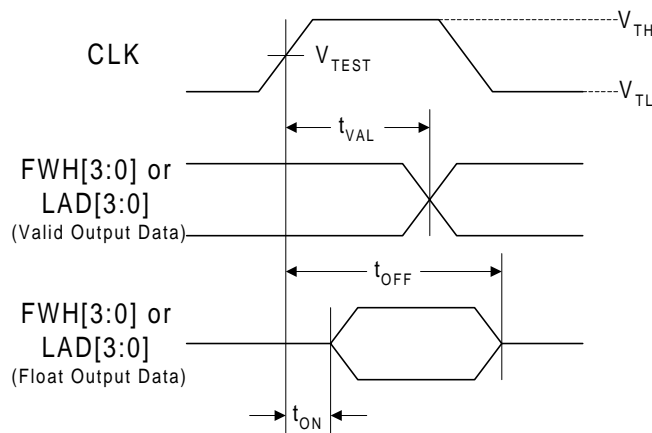 V_TH
CLK
V_TEST
V_TL
t_VAL
FWH[3:0] or
LAD[3:0]
(Valid Output Data)
t_OFF
FWH[3:0] or
LAD[3:0]
(Float Output Data)
t_ON